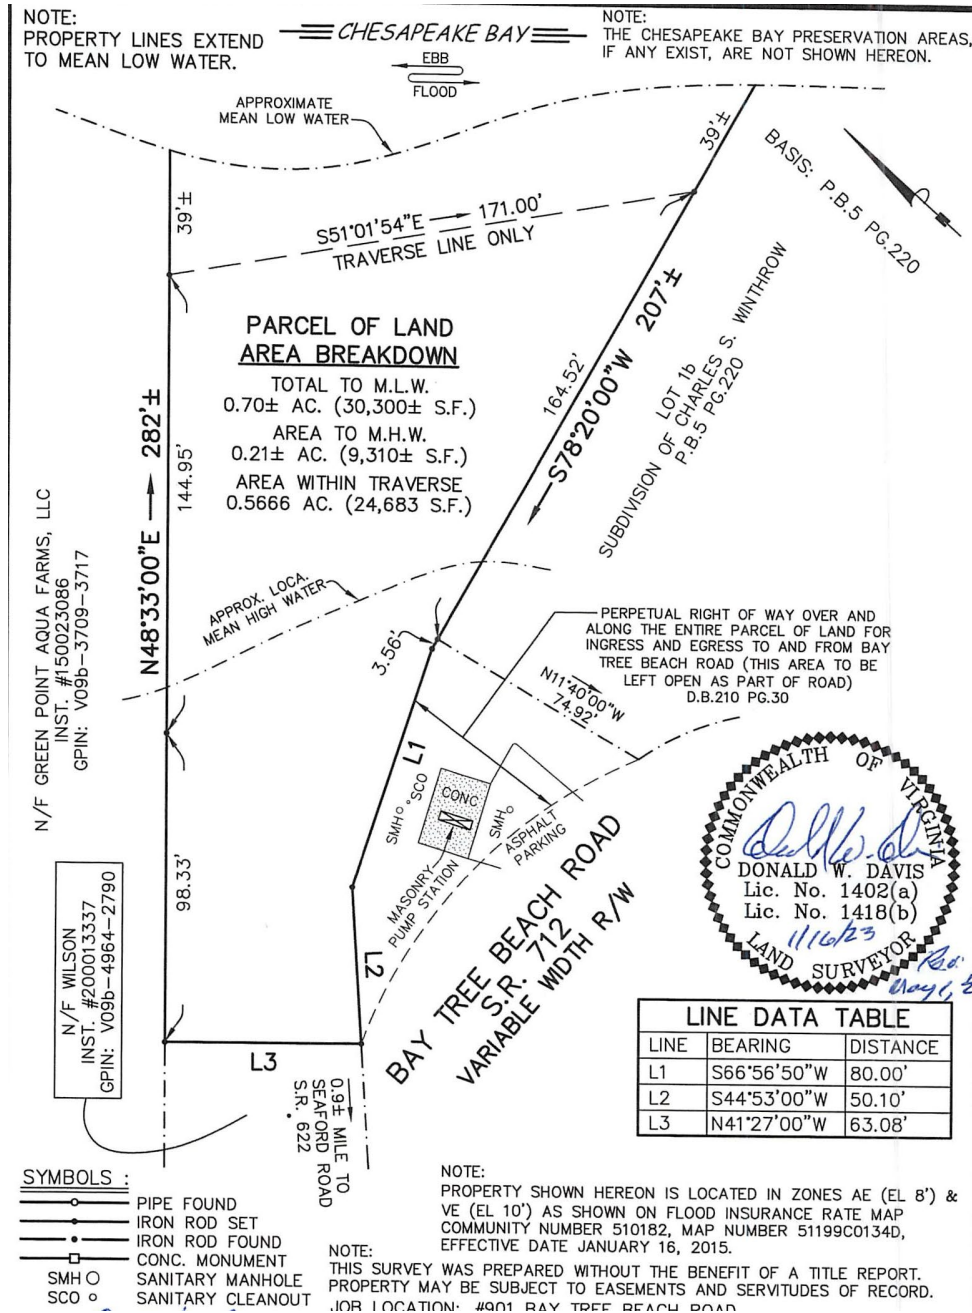 NOTE:
PROPERTY LINES EXTEND
TO MEAN LOW WATER.
CHESAPEAKE BAY
EBB
FLOOD
NOTE:
THE CHESAPEAKE BAY PRESERVATION AREAS,
IF ANY EXIST, ARE NOT SHOWN HEREON.
APPROXIMATE
MEAN LOW WATER
39'±
39'±
BASIS: P.B.5 PG.220
S51°01'54"E 171.00'
TRAVERSE LINE ONLY
PARCEL OF LAND
AREA BREAKDOWN
TOTAL TO M.L.W.
0.70± AC. (30,300± S.F.)
AREA TO M.H.W.
0.21± AC. (9,310± S.F.)
AREA WITHIN TRAVERSE
0.5666 AC. (24,683 S.F.)
164.52'
S78°20'00"W 207'±
LOT 1b
SUBDIVISION OF CHARLES S. WINTHROW
P.B.5 PG.220
N48°33'00"E 282'±
144.95'
N/F GREEN POINT AQUA FARMS, LLC
INST. #150023086
GPIN: V09b-3709-3717
APPROX. LOCA.
MEAN HIGH WATER
3.56'
PERPETUAL RIGHT OF WAY OVER AND
ALONG THE ENTIRE PARCEL OF LAND FOR
INGRESS AND EGRESS TO AND FROM BAY
TREE BEACH ROAD (THIS AREA TO BE
LEFT OPEN AS PART OF ROAD)
D.B.210 PG.30
N11°40'00"W
74.92'
L1
SMH
SCO
CONC
SMH
ASPHALT
PARKING
MASONRY
PUMP STATION
98.33'
N/F WILSON
INST. #200013337
GPIN: V09b-4964-2790
L2
L3
BAY TREE BEACH ROAD
S.R. 712
VARIABLE WIDTH R/W
0.9± MILE TO
SEAFORD ROAD
S.R. 622
COMMONWEALTH OF VIRGINIA
DONALD W. DAVIS
Lic. No. 1402(a)
Lic. No. 1418(b)
1/16/23
LAND SURVEYOR
LINE DATA TABLE
LINE BEARING DISTANCE
L1 S66°56'50"W 80.00'
L2 S44°53'00"W 50.10'
L3 N41°27'00"W 63.08'
SYMBOLS :
PIPE FOUND
IRON ROD SET
IRON ROD FOUND
CONC. MONUMENT
SMH SANITARY MANHOLE
SCO SANITARY CLEANOUT
NOTE:
PROPERTY SHOWN HEREON IS LOCATED IN ZONES AE (EL 8') &
VE (EL 10') AS SHOWN ON FLOOD INSURANCE RATE MAP
COMMUNITY NUMBER 510182, MAP NUMBER 51199C0134D,
EFFECTIVE DATE JANUARY 16, 2015.
NOTE:
THIS SURVEY WAS PREPARED WITHOUT THE BENEFIT OF A TITLE REPORT.
PROPERTY MAY BE SUBJECT TO EASEMENTS AND SERVITUDES OF RECORD.
JOB LOCATION: #901 BAY TREE BEACH ROAD